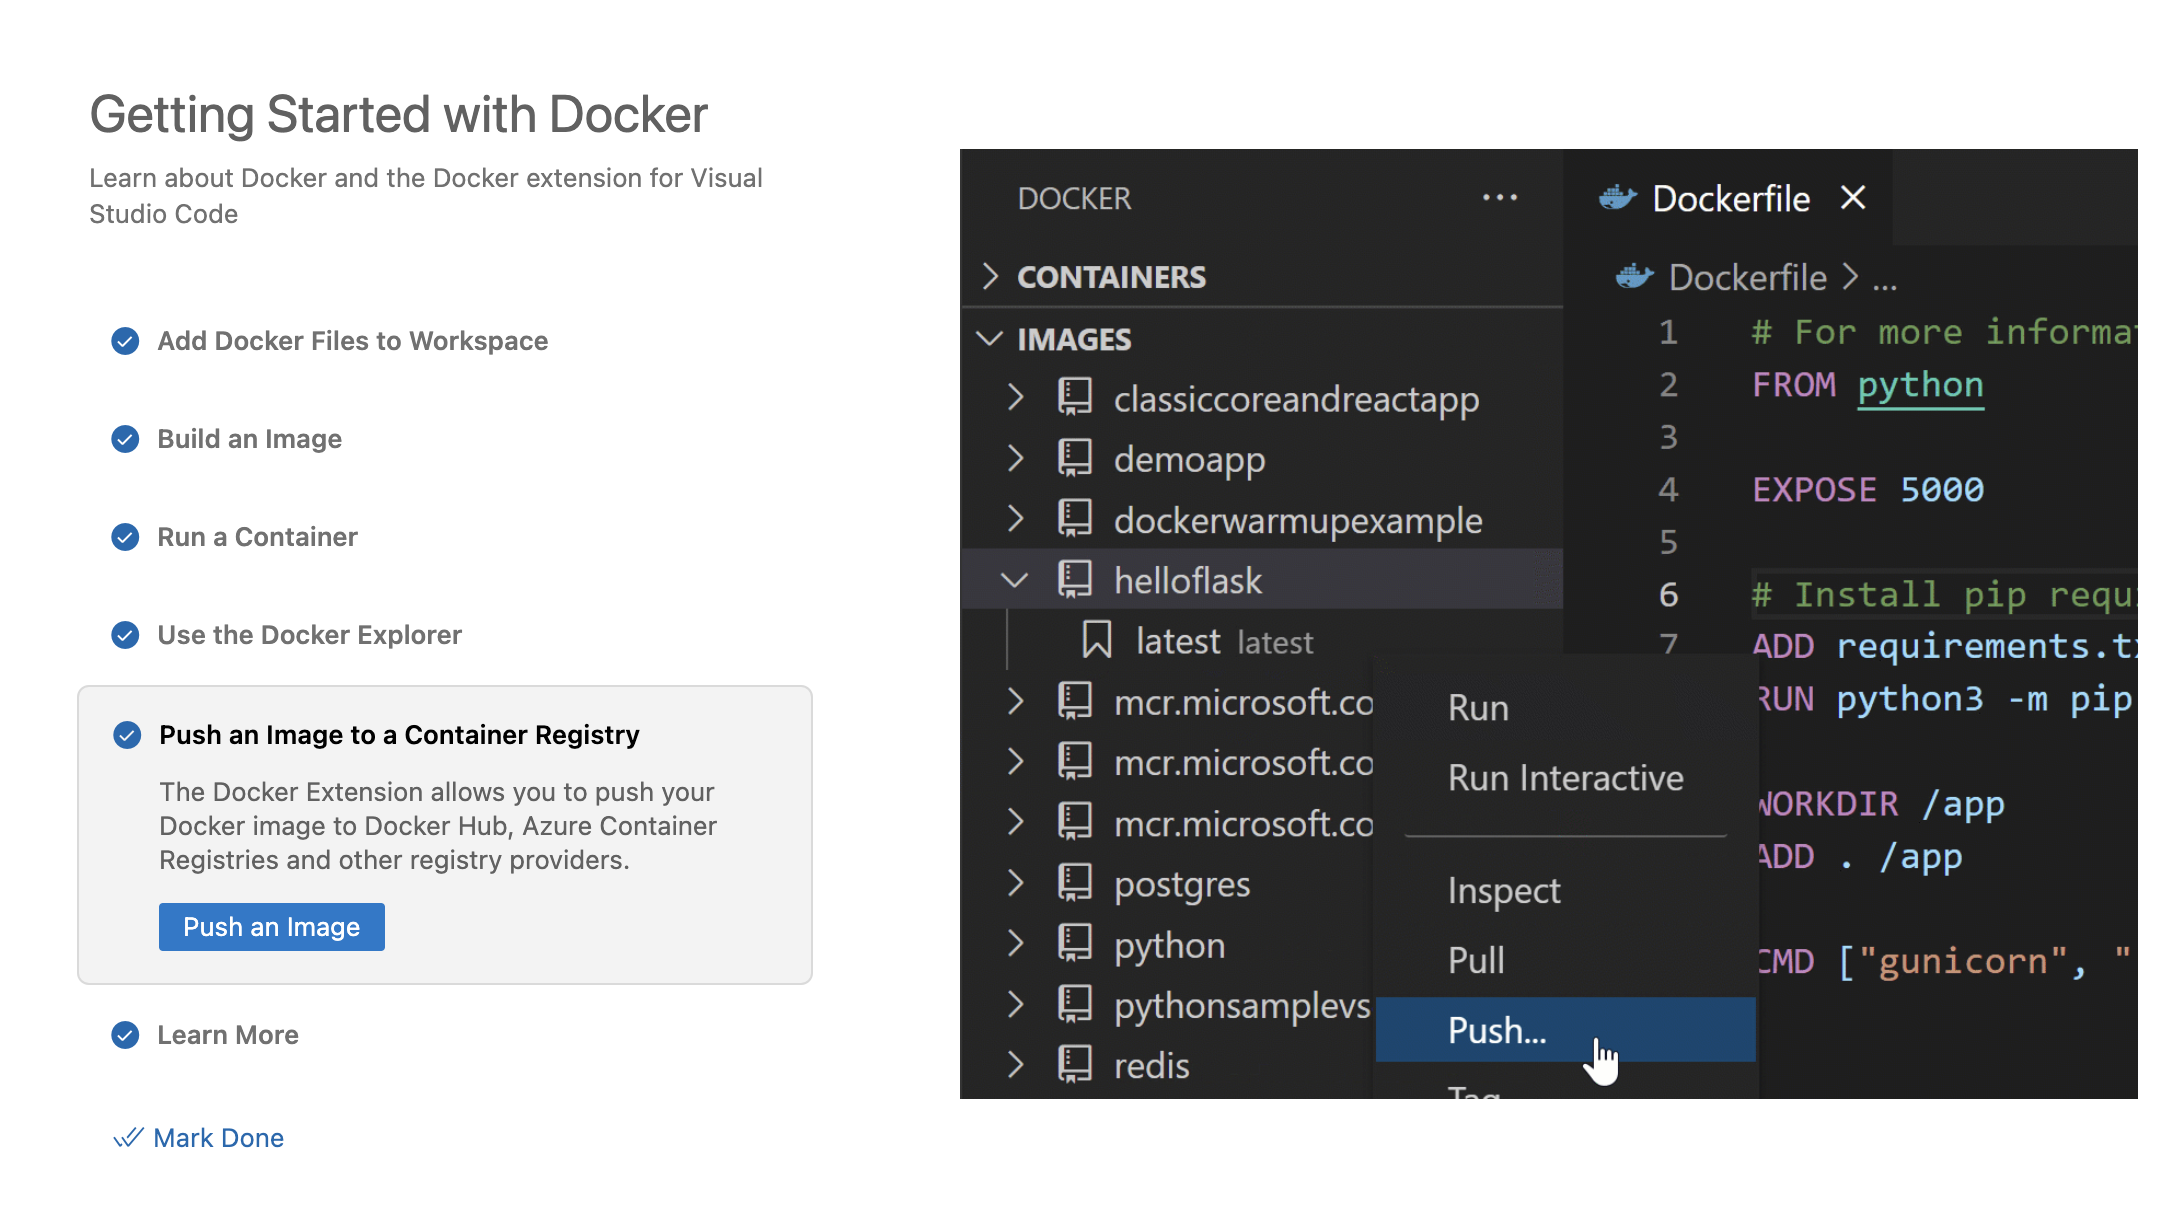 Getting Started with Docker
Learn about Docker and the Docker extension for Visual
Studio Code
Add Docker Files to Workspace
Build an Image
Run a Container
Use the Docker Explorer
Push an Image to a Container Registry
The Docker Extension allows you to push your
Docker image to Docker Hub, Azure Container
Registries and other registry providers.
Push an Image
Learn More
Mark Done
DOCKER
CONTAINERS
IMAGES
classiccoreandreactapp
demoapp
dockerwarmupexample
helloflask
latest latest
mcr.microsoft.co
mcr.microsoft.co
mcr.microsoft.co
postgres
python
pythonsamplevs
redis
Run
Run Interactive
Inspect
Pull
Push...
Tag
Dockerfile
Dockerfile > ...
1 # For more informat
2 FROM python
3
4 EXPOSE 5000
5
6 # Install pip requi
7 ADD requirements.tx
RUN python3 -m pip
WORKDIR /app
ADD . /app
CMD ["gunicorn", "